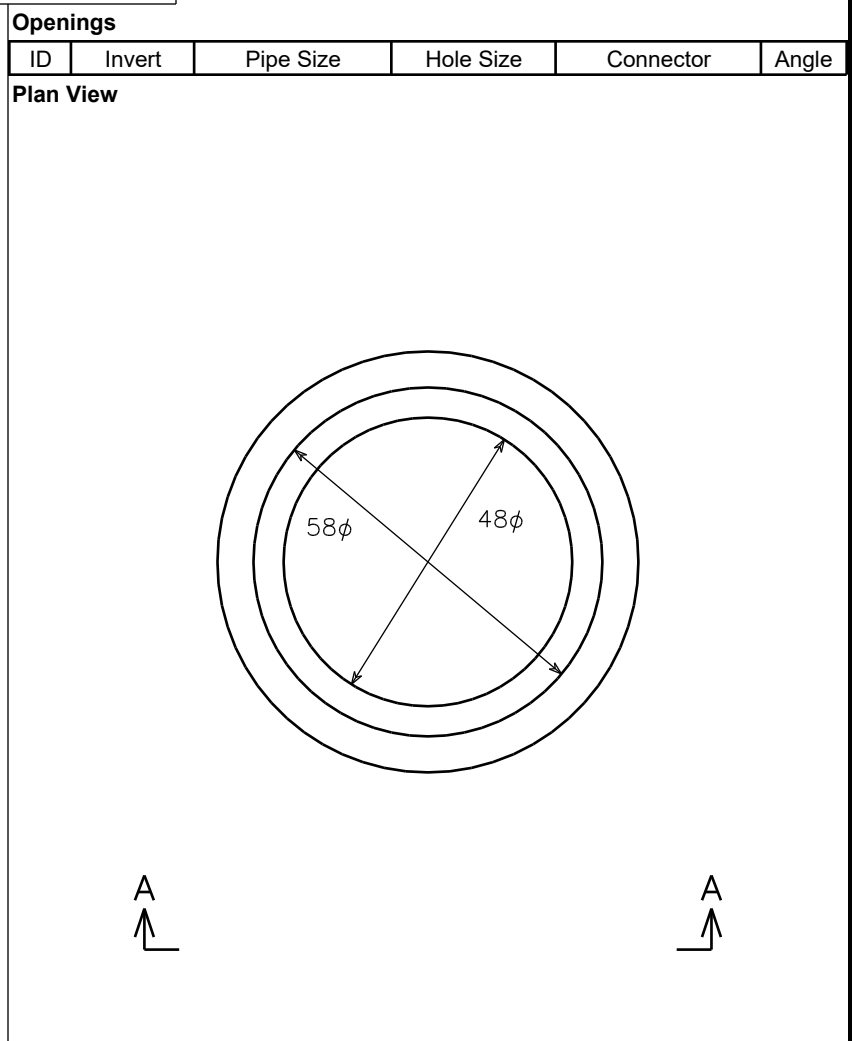 Openings
ID Invert Pipe Size Hole Size Connector Angle
Plan View
58ϕ
48ϕ
A A